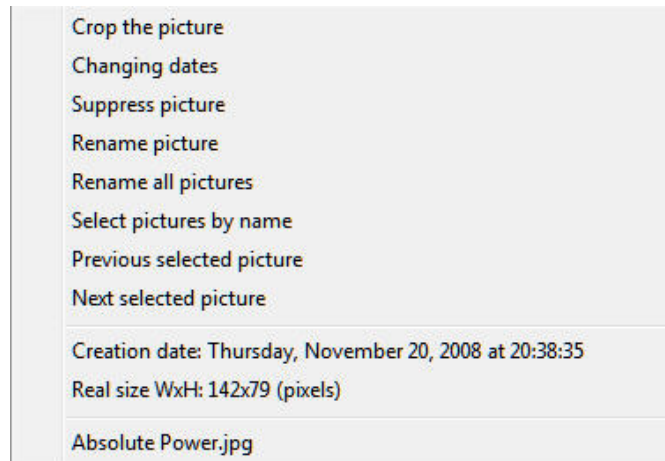 Crop the picture
Changing dates
Suppress picture
Rename picture
Rename all pictures
Select pictures by name
Previous selected picture
Next selected picture
Creation date: Thursday, November 20, 2008 at 20:38:35
Real size WxH: 142x79 (pixels)
Absolute Power.jpg